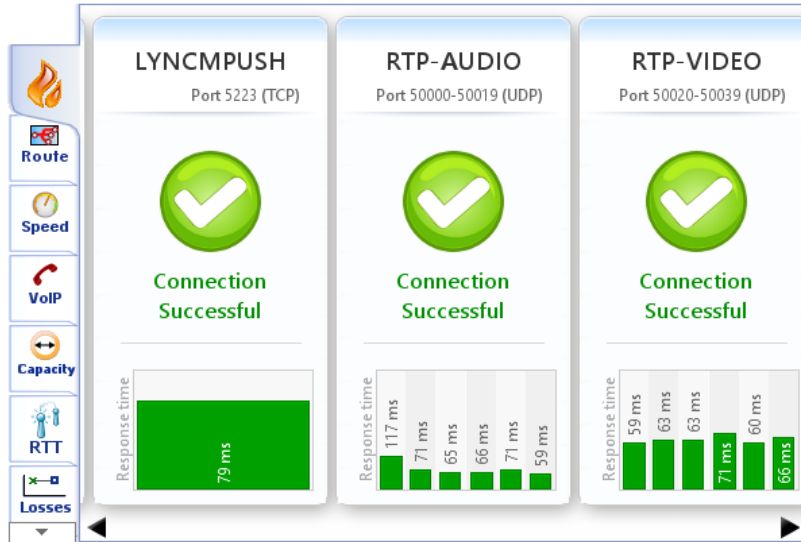 Route
Speed
VoIP
Capacity
RTT
Losses
LYNCMPUSH
Port 5223 (TCP)
Connection
Successful
Response time
79 ms
RTP-AUDIO
Port 50000-50019 (UDP)
Connection
Successful
Response time
117 ms
71 ms
65 ms
66 ms
71 ms
59 ms
RTP-VIDEO
Port 50020-50039 (UDP)
Connection
Successful
Response time
59 ms
63 ms
63 ms
71 ms
60 ms
66 ms